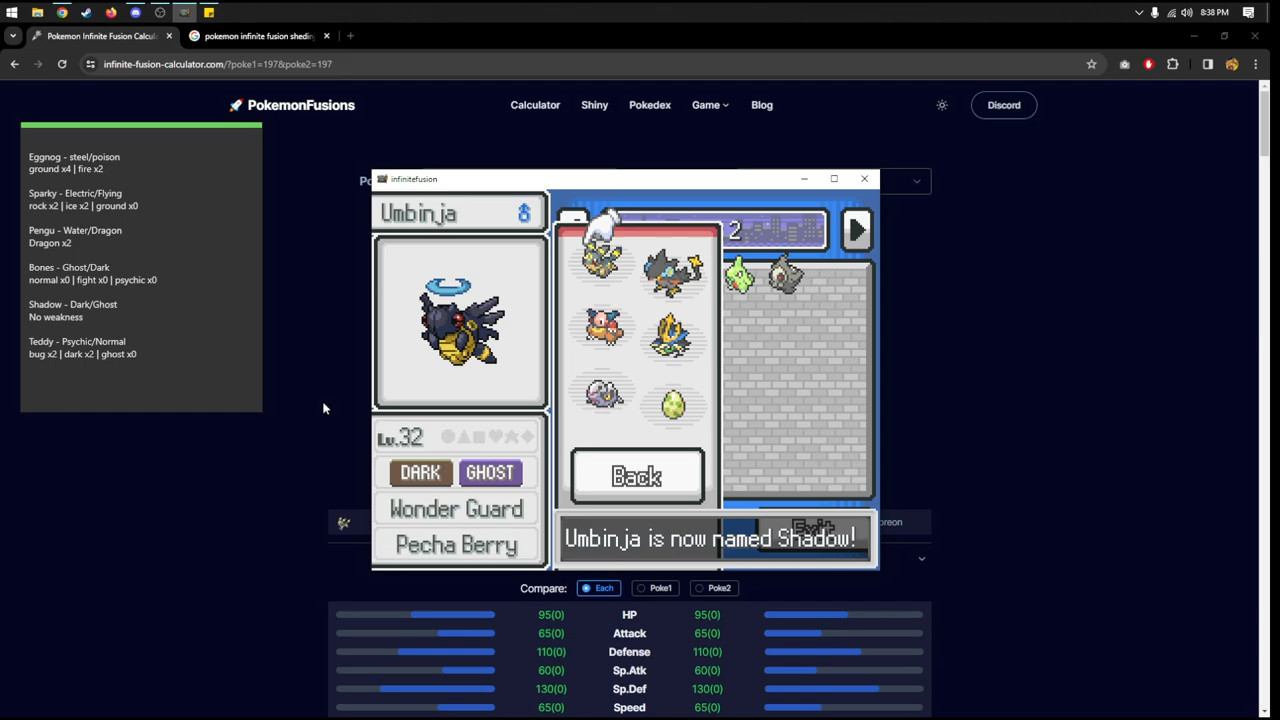 8:38 PM
Pokemon Infinite Fusion Calcula
pokemon infinite fusion sheding
infinite-fusion-calculator.com/?poke1=197&poke2=197
PokemonFusions
Calculator
Shiny
Pokedex
Game
Blog
Discord
Eggnog - steel/poison
ground x4 | fire x2
Sparky - Electric/Flying
rock x2 | ice x2 | ground x0
Pengu - Water/Dragon
Dragon x2
Bones - Ghost/Dark
normal x0 | fight x0 | psychic x0
Shadow - Dark/Ghost
No weakness
Teddy - Psychic/Normal
bug x2 | dark x2 | ghost x0
infinitefusion
Umbinja
2
Lv.32
DARK GHOST
Wonder Guard
Pecha Berry
Back
Exit
Umbinja is now named Shadow!
eon
Compare: Each Poke1 Poke2
95(0) HP 95(0)
65(0) Attack 65(0)
110(0) Defense 110(0)
60(0) Sp.Atk 60(0)
130(0) Sp.Def 130(0)
65(0) Speed 65(0)